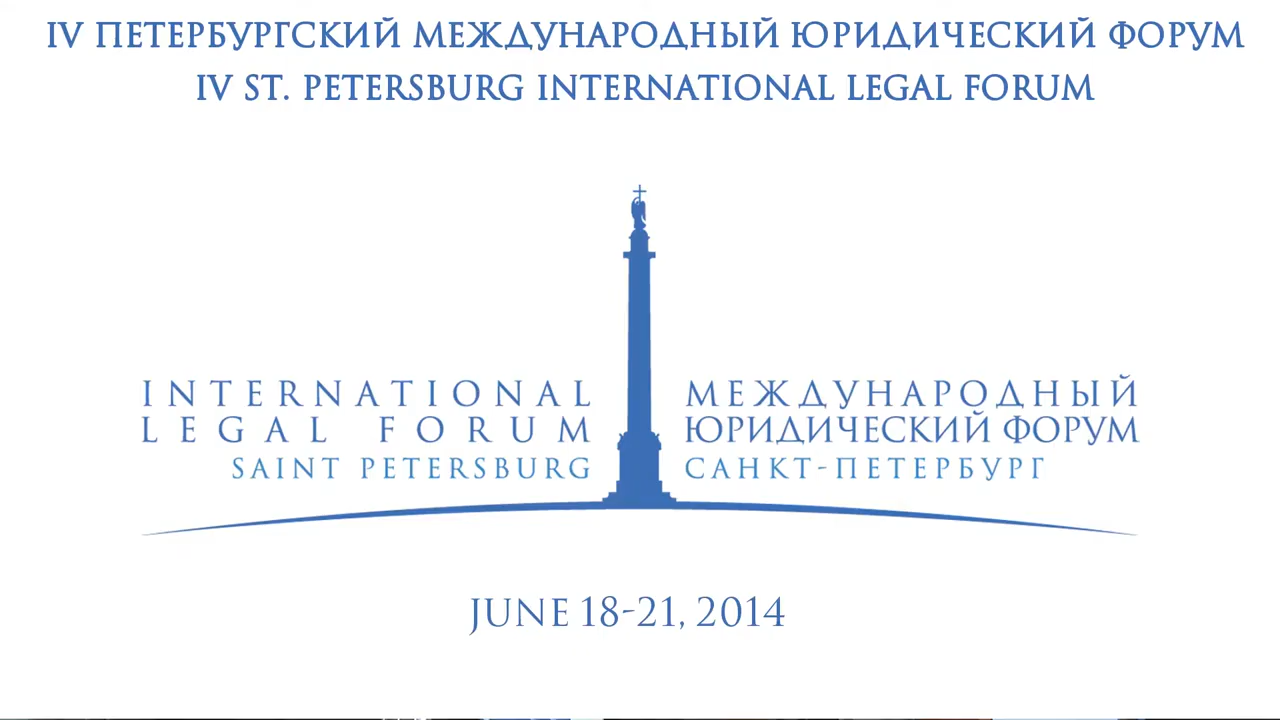 IV ПЕТЕРБУРГСКИЙ МЕЖДУНАРОДНЫЙ ЮРИДИЧЕСКИЙ ФОРУМ
IV ST. PETERSBURG INTERNATIONAL LEGAL FORUM
INTERNATIONAL
LEGAL FORUM
SAINT PETERSBURG
МЕЖДУНАРОДНЫЙ
ЮРИДИЧЕСКИЙ ФОРУМ
САНКТ-ПЕТЕРБУРГ
JUNE 18-21, 2014